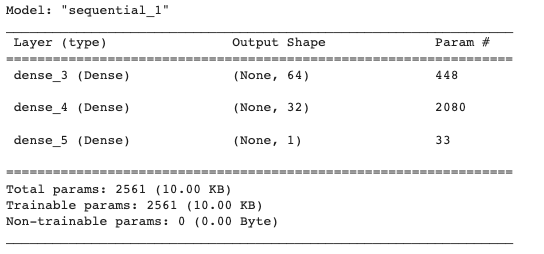 Model: "sequential_1"
Layer (type) Output Shape Param #
dense_3 (Dense) (None, 64) 448
dense_4 (Dense) (None, 32) 2080
dense_5 (Dense) (None, 1) 33
Total params: 2561 (10.00 KB)
Trainable params: 2561 (10.00 KB)
Non-trainable params: 0 (0.00 Byte)